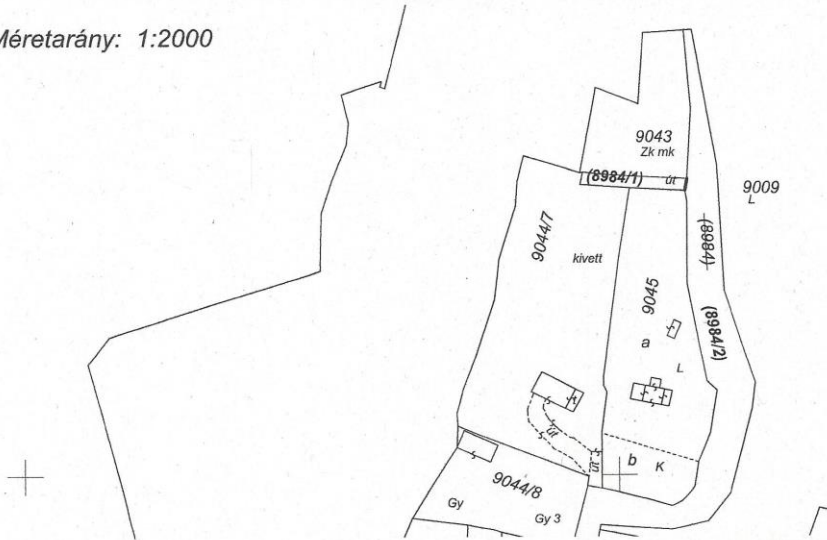 Méretarány: 1:2000
9043
Zk mk
(8984/1) út
9009
L
9044/7
kivett
(8984)
9045
a
(8984/2)
L
út
út
b K
9044/8
Gy
Gy 3